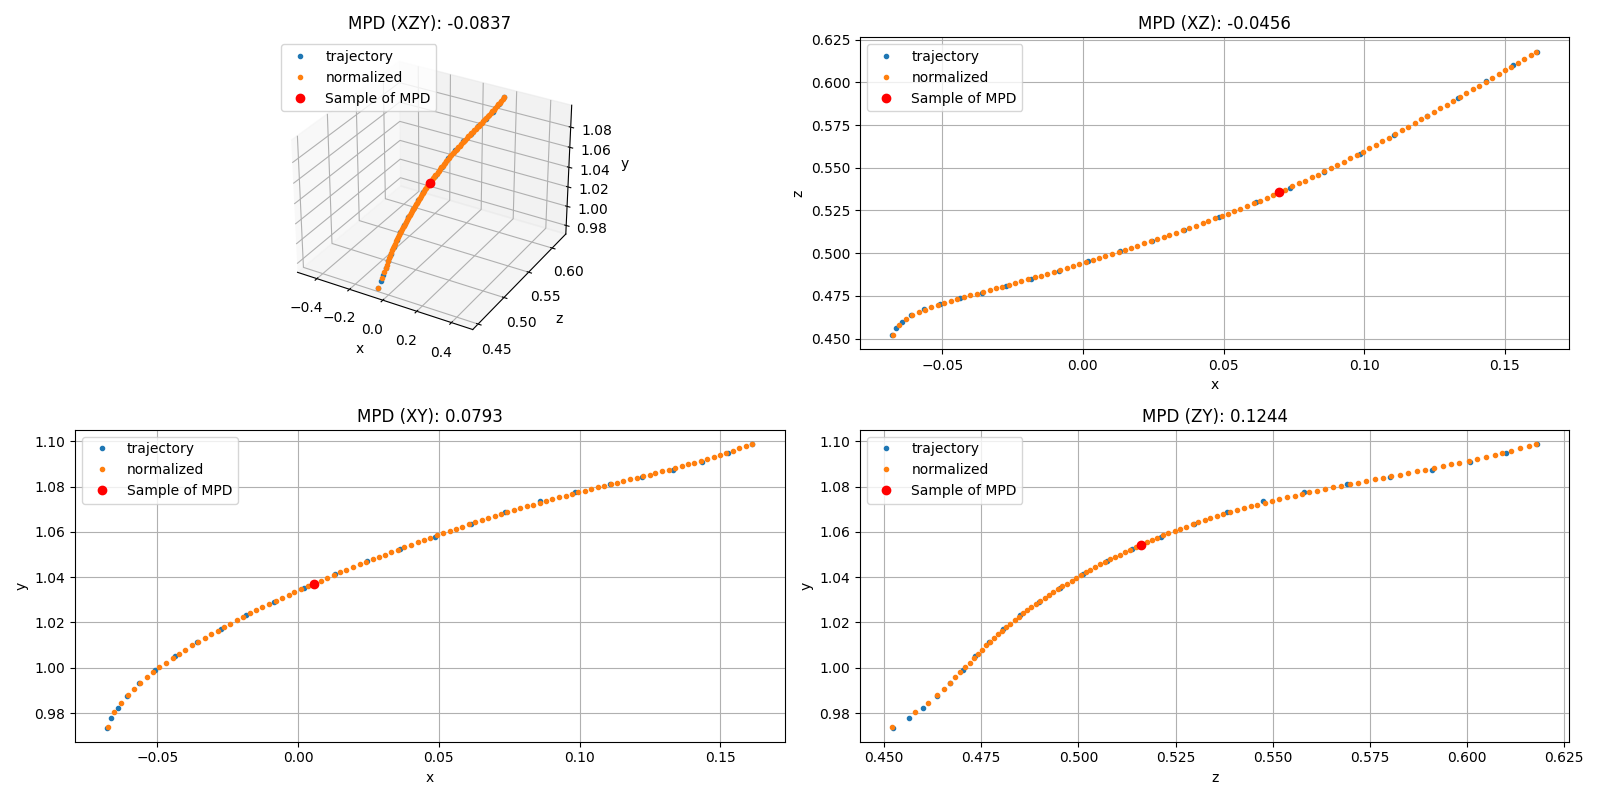 MPD (XZY): -0.0837
trajectory
normalized
Sample of MPD
1.08
1.06
1.04
1.02
1.00
0.98
y
0.60
0.55
0.50
0.45
z
−0.4
−0.2
0.0
0.2
0.4
x
MPD (XZ): -0.0456
trajectory
normalized
Sample of MPD
0.625
0.600
0.575
0.550
0.525
0.500
0.475
0.450
z
−0.05 0.00 0.05 0.10 0.15
x
MPD (XY): 0.0793
trajectory
normalized
Sample of MPD
1.10
1.08
1.06
1.04
1.02
1.00
0.98
y
−0.05 0.00 0.05 0.10 0.15
x
MPD (ZY): 0.1244
trajectory
normalized
Sample of MPD
1.10
1.08
1.06
1.04
1.02
1.00
0.98
y
0.450 0.475 0.500 0.525 0.550 0.575 0.600 0.625
z